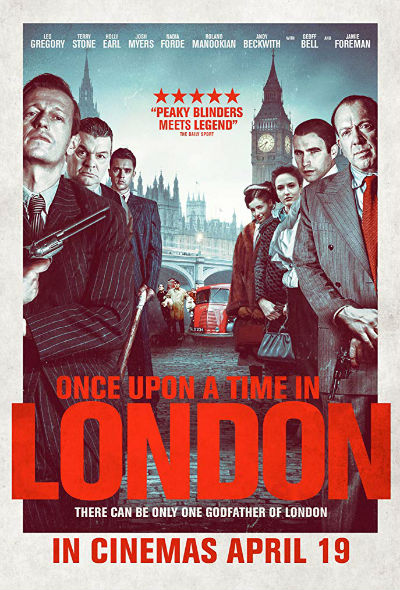 LEO GREGORY TERRY STONE HOLLI EARL JOSH MYERS NADIA FORDE ROLAND MANOOKIAN ANDY BECKWITH WITH GEOFF BELL AND JAMIE FOREMAN
★★★★★
"PEAKY BLINDERS
MEETS LEGEND"
THE DAILY SPORT
ONCE UPON A TIME IN
LONDON
THERE CAN BE ONLY ONE GODFATHER OF LONDON
IN CINEMAS APRIL 19